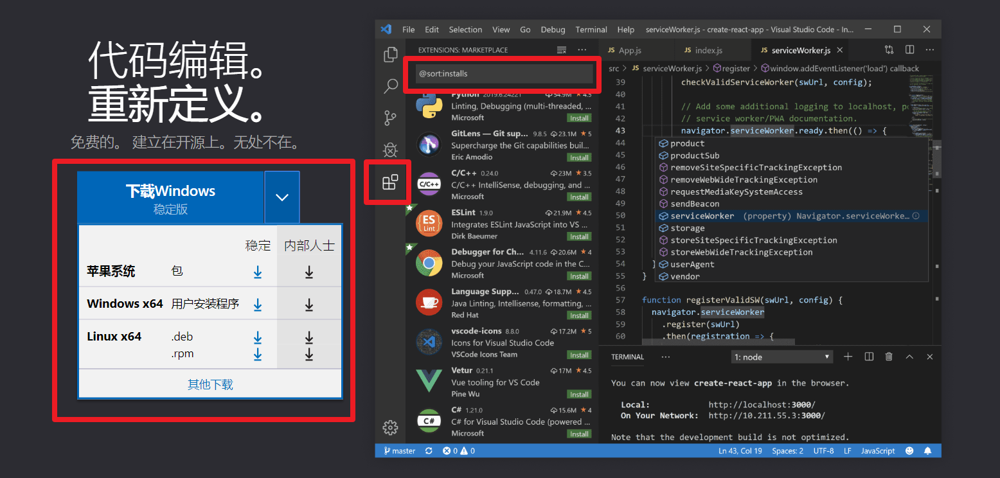 代码编辑。
重新定义。
免费的。 建立在开源上。无处不在。
下载Windows
稳定版
稳定 内部人士
苹果系统 包
Windows x64 用户安装程序
Linux x64 .deb
.rpm
其他下载
File Edit Selection View Go Debug Terminal Help serviceWorker.js - create-react-app - Visual Studio Code - In...
EXTENSIONS: MARKETPLACE
@sort:installs
Python 2019.6.24221 54.9M 4.5
Linting, Debugging (multi-threaded, ...
Microsoft Install
GitLens — Git sup... 9.8.5 23.1M 5
Supercharge the Git capabilities buil...
Eric Amodio Install
C/C++
C/C++ 0.24.0 23M 3.5
C/C++ IntelliSense, debugging, and ...
Microsoft Install
ES
Lint
ESLint 1.9.0 21.9M 4.5
Integrates ESLint JavaScript into VS ...
Dirk Baeumer Install
Debugger for Ch... 4.11.6 20.6M 4
Debug your JavaScript code in the C...
Microsoft Install
Language Supp... 0.47.0 18.7M 4.5
Java Linting, Intellisense, formatting, ...
Red Hat Install
vscode-icons 8.8.0 17.2M 5
Icons for Visual Studio Code
VSCode Icons Team Install
Vetur 0.21.1 17M 4.5
Vue tooling for VS Code
Pine Wu Install
C#
C# 1.21.0 15.6M 4
C# for Visual Studio Code (powered ...
Microsoft Install
JS App.js JS index.js JS serviceWorker.js
src > JS serviceWorker.js > register > window.addEventListener('load') callback
39 checkValidServiceWorker(swUrl, config);
40
41 // Add some additional logging to localhost, p
42 // service worker/PWA documentation.
43 navigator.serviceWorker.ready.then(() => {
44 product
45 productSub
46 removeSiteSpecificTrackingException
47 removeWebWideTrackingException
48 requestMediaKeySystemAccess
49 sendBeacon
50 serviceWorker (property) Navigator.serviceWorke...
51 storage
52 storeSiteSpecificTrackingException
53 storeWebWideTrackingException
54 } userAgent
55 } vendor
56
57 function registerValidSW(swUrl, config) {
58 navigator.serviceWorker
59 .register(swUrl)
60 .then(registration => {
TERMINAL ... 1: node
You can now view create-react-app in the browser.
Local: http://localhost:3000/
On Your Network: http://10.211.55.3:3000/
Note that the development build is not optimized.
master 0 0 Ln 43, Col 19 Spaces: 2 UTF-8 LF JavaScript